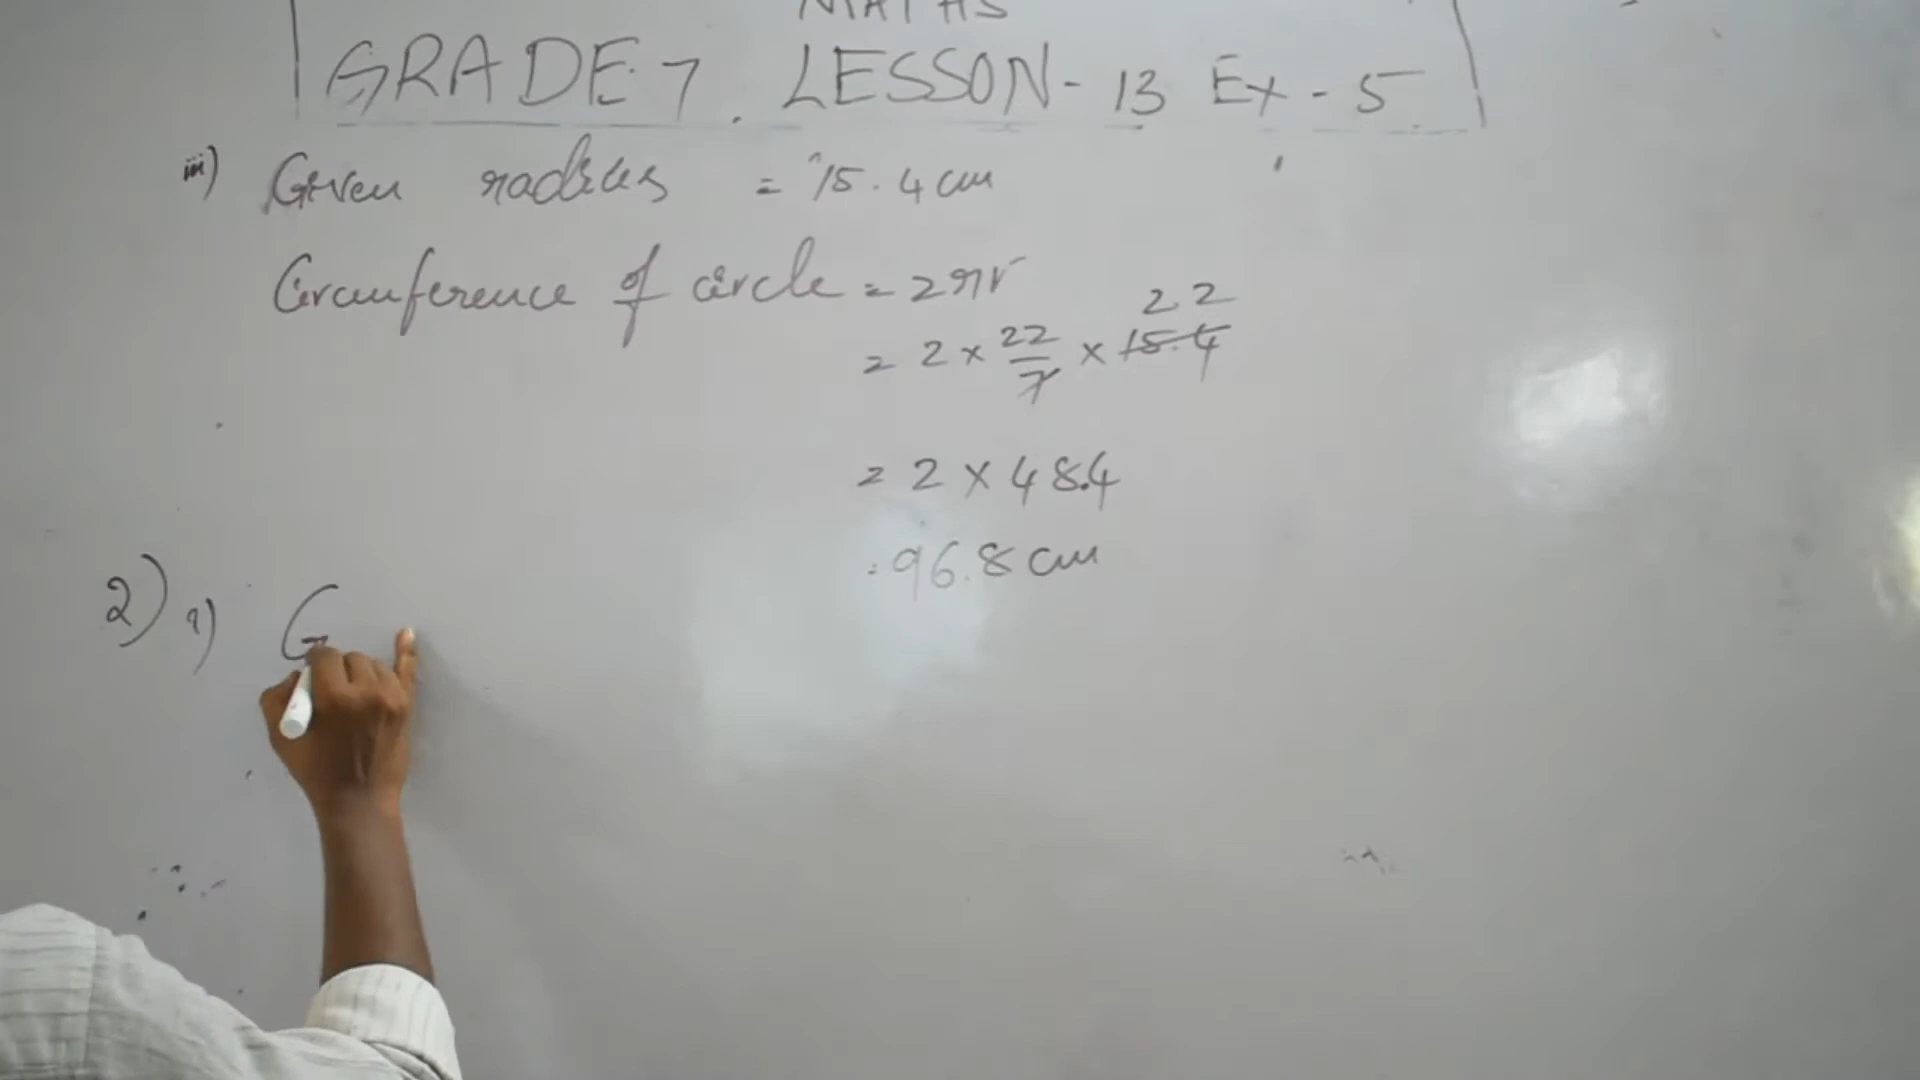 MATHS
GRADE 7. LESSON - 13 Ex - 5
iii) Given radius = 15.4 cm
Circumference of circle = 2πr
22
= 2 × 22/7 × 15.4
= 2 × 48.4
= 96.8 cm
2) i) G